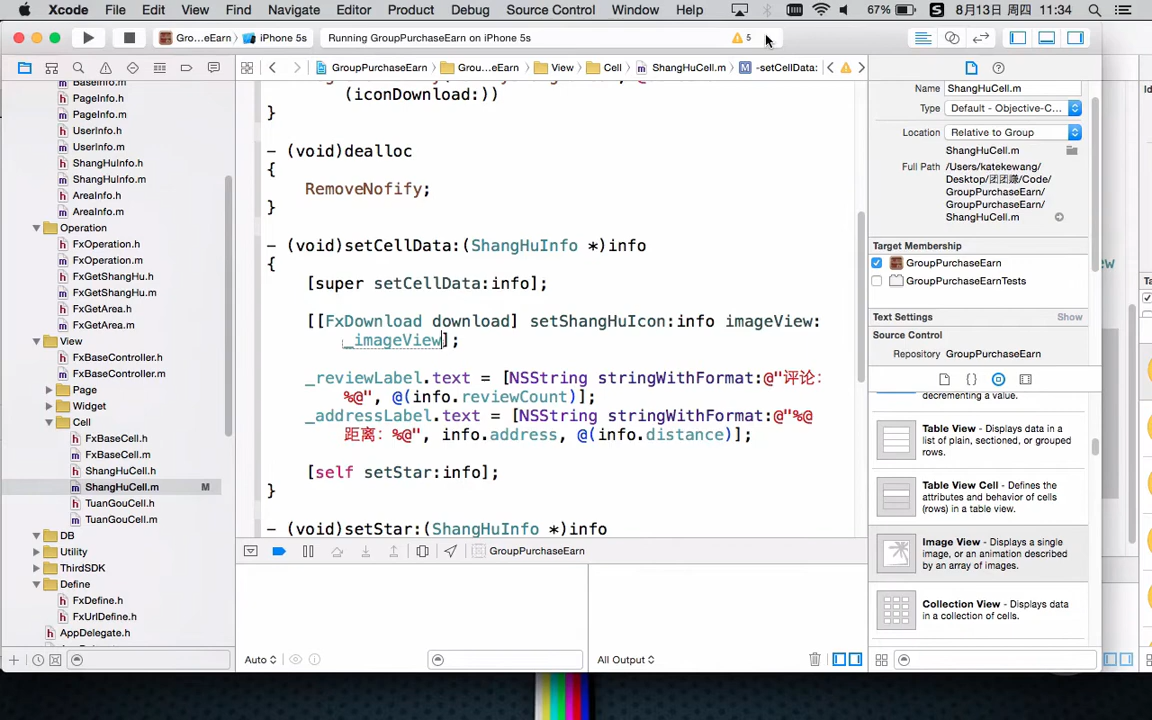 Xcode File Edit View Find Navigate Editor Product Debug Source Control Window Help 67% 8月13日 周四 11:34
Gro...eEarn iPhone 5s Running GroupPurchaseEarn on iPhone 5s 5
GroupPurchaseEarn Grou...eEarn View Cell ShangHuCell.m -setCellData:
PageInfo.h
PageInfo.m
UserInfo.h
UserInfo.m
ShangHuInfo.h
ShangHuInfo.m
AreaInfo.h
AreaInfo.m
Operation
FxOperation.h
FxOperation.m
FxGetShangHu.h
FxGetShangHu.m
FxGetArea.h
FxGetArea.m
View
FxBaseController.h
FxBaseController.m
Page
Widget
Cell
FxBaseCell.h
FxBaseCell.m
ShangHuCell.h
ShangHuCell.m M
TuanGouCell.h
TuanGouCell.m
DB
Utility
ThirdSDK
Define
FxDefine.h
FxUrlDefine.h
AppDelegate.h
(iconDownload:))
}
- (void)dealloc
{
RemoveNofify;
}
- (void)setCellData:(ShangHuInfo *)info
{
[super setCellData:info];
[[FxDownload download] setShangHuIcon:info imageView:
_imageView];
_reviewLabel.text = [NSString stringWithFormat:@"评论:
%@", @(info.reviewCount)];
_addressLabel.text = [NSString stringWithFormat:@"%@
距离: %@", info.address, @(info.distance)];
[self setStar:info];
}
- (void)setStar:(ShangHuInfo *)info
GroupPurchaseEarn
Auto
All Output
Name ShangHuCell.m
Type Default - Objective-C...
Location Relative to Group
ShangHuCell.m
Full Path /Users/katekewang/
Desktop/团团赚/Code/
GroupPurchaseEarn/
GroupPurchaseEarn/
ShangHuCell.m
Target Membership
GroupPurchaseEarn
GroupPurchaseEarnTests
Text Settings Show
Source Control
Repository GroupPurchaseEarn
decrementing a value.
Table View - Displays data in
a list of plain, sectioned, or grouped
rows.
Table View Cell - Defines the
attributes and behavior of cells
(rows) in a table view.
Image View - Displays a single
image, or an animation described
by an array of images.
Collection View - Displays data
in a collection of cells.